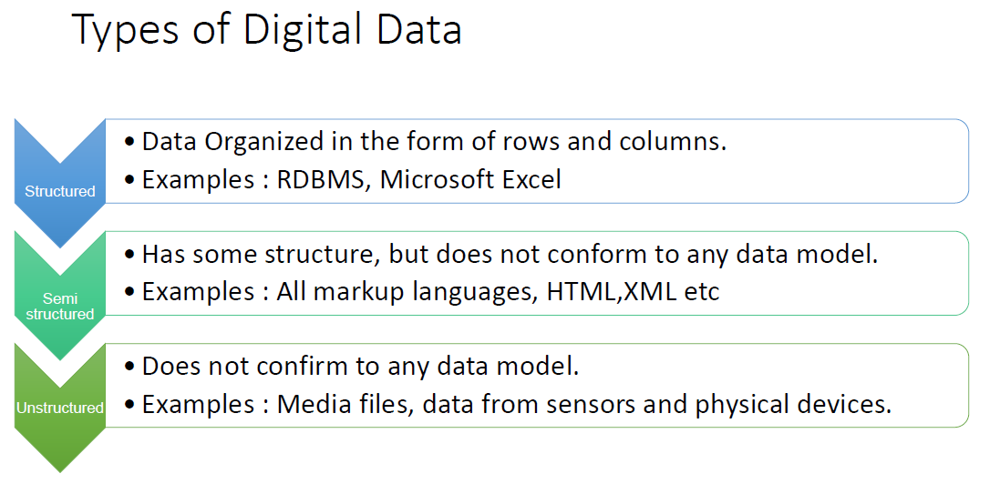 Types of Digital Data
Structured
• Data Organized in the form of rows and columns.
• Examples : RDBMS, Microsoft Excel
Semi
structured
• Has some structure, but does not conform to any data model.
• Examples : All markup languages, HTML,XML etc
Unstructured
• Does not confirm to any data model.
• Examples : Media files, data from sensors and physical devices.